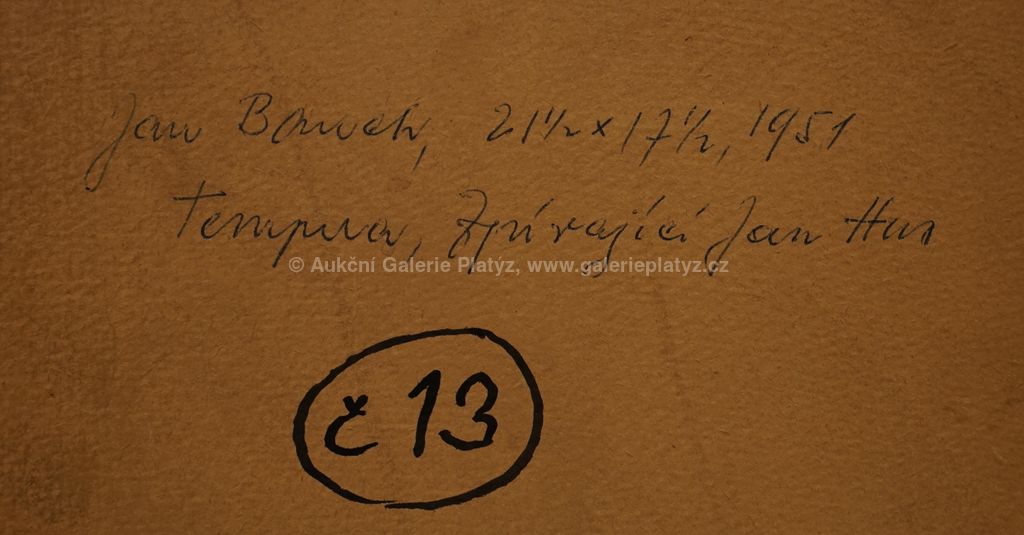 Jan Bauch, 21½ x 17½, 1951
Tempera, Zpívající Jan Hus
© Aukční Galerie Platýz, www.galerieplatyz.cz
č 13